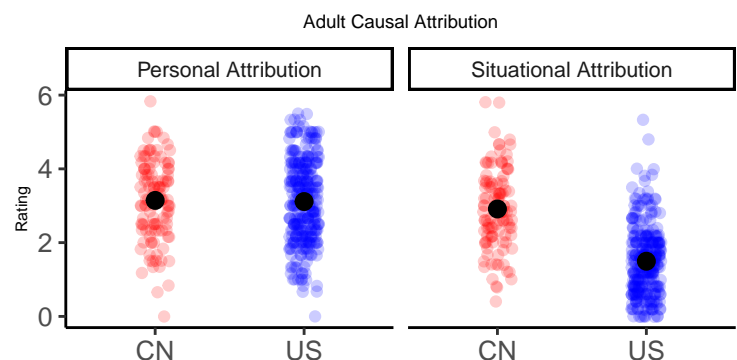 Adult Causal Attribution
Personal Attribution
Situational Attribution
Rating
6
4
2
0
CN
US
CN
US